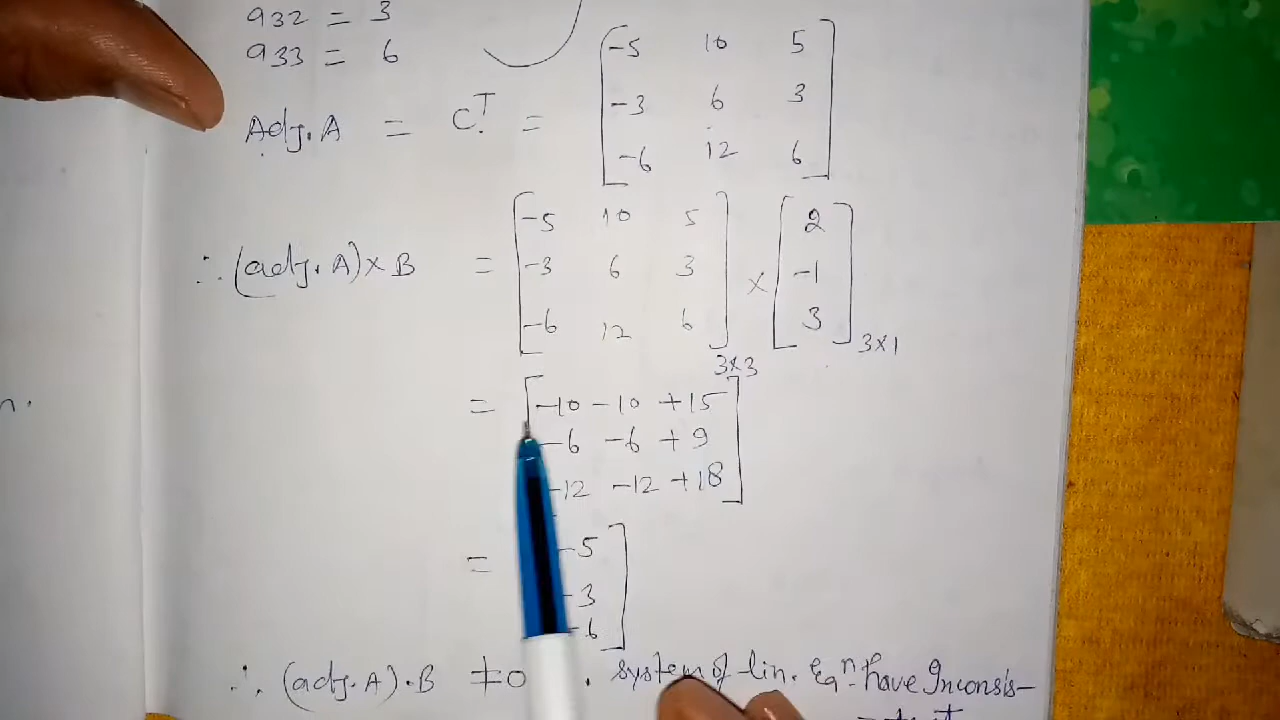 a32 = 3
a33 = 6
Adj. A = C^T = [ -5 10 5
-3 6 3
-6 12 6 ]
∴ (adj. A) × B = [ -5 10 5
-3 6 3
-6 12 6 ]3×3 × [ 2
-1
3 ]3×1
n.
= [ -10 -10 +15
-6 -6 +9
-12 -12 +18 ]
= [ -5
-3
-6 ]
∴ (adj. A) . B ≠ 0 . system of lin. Eqn. have Inconsis-